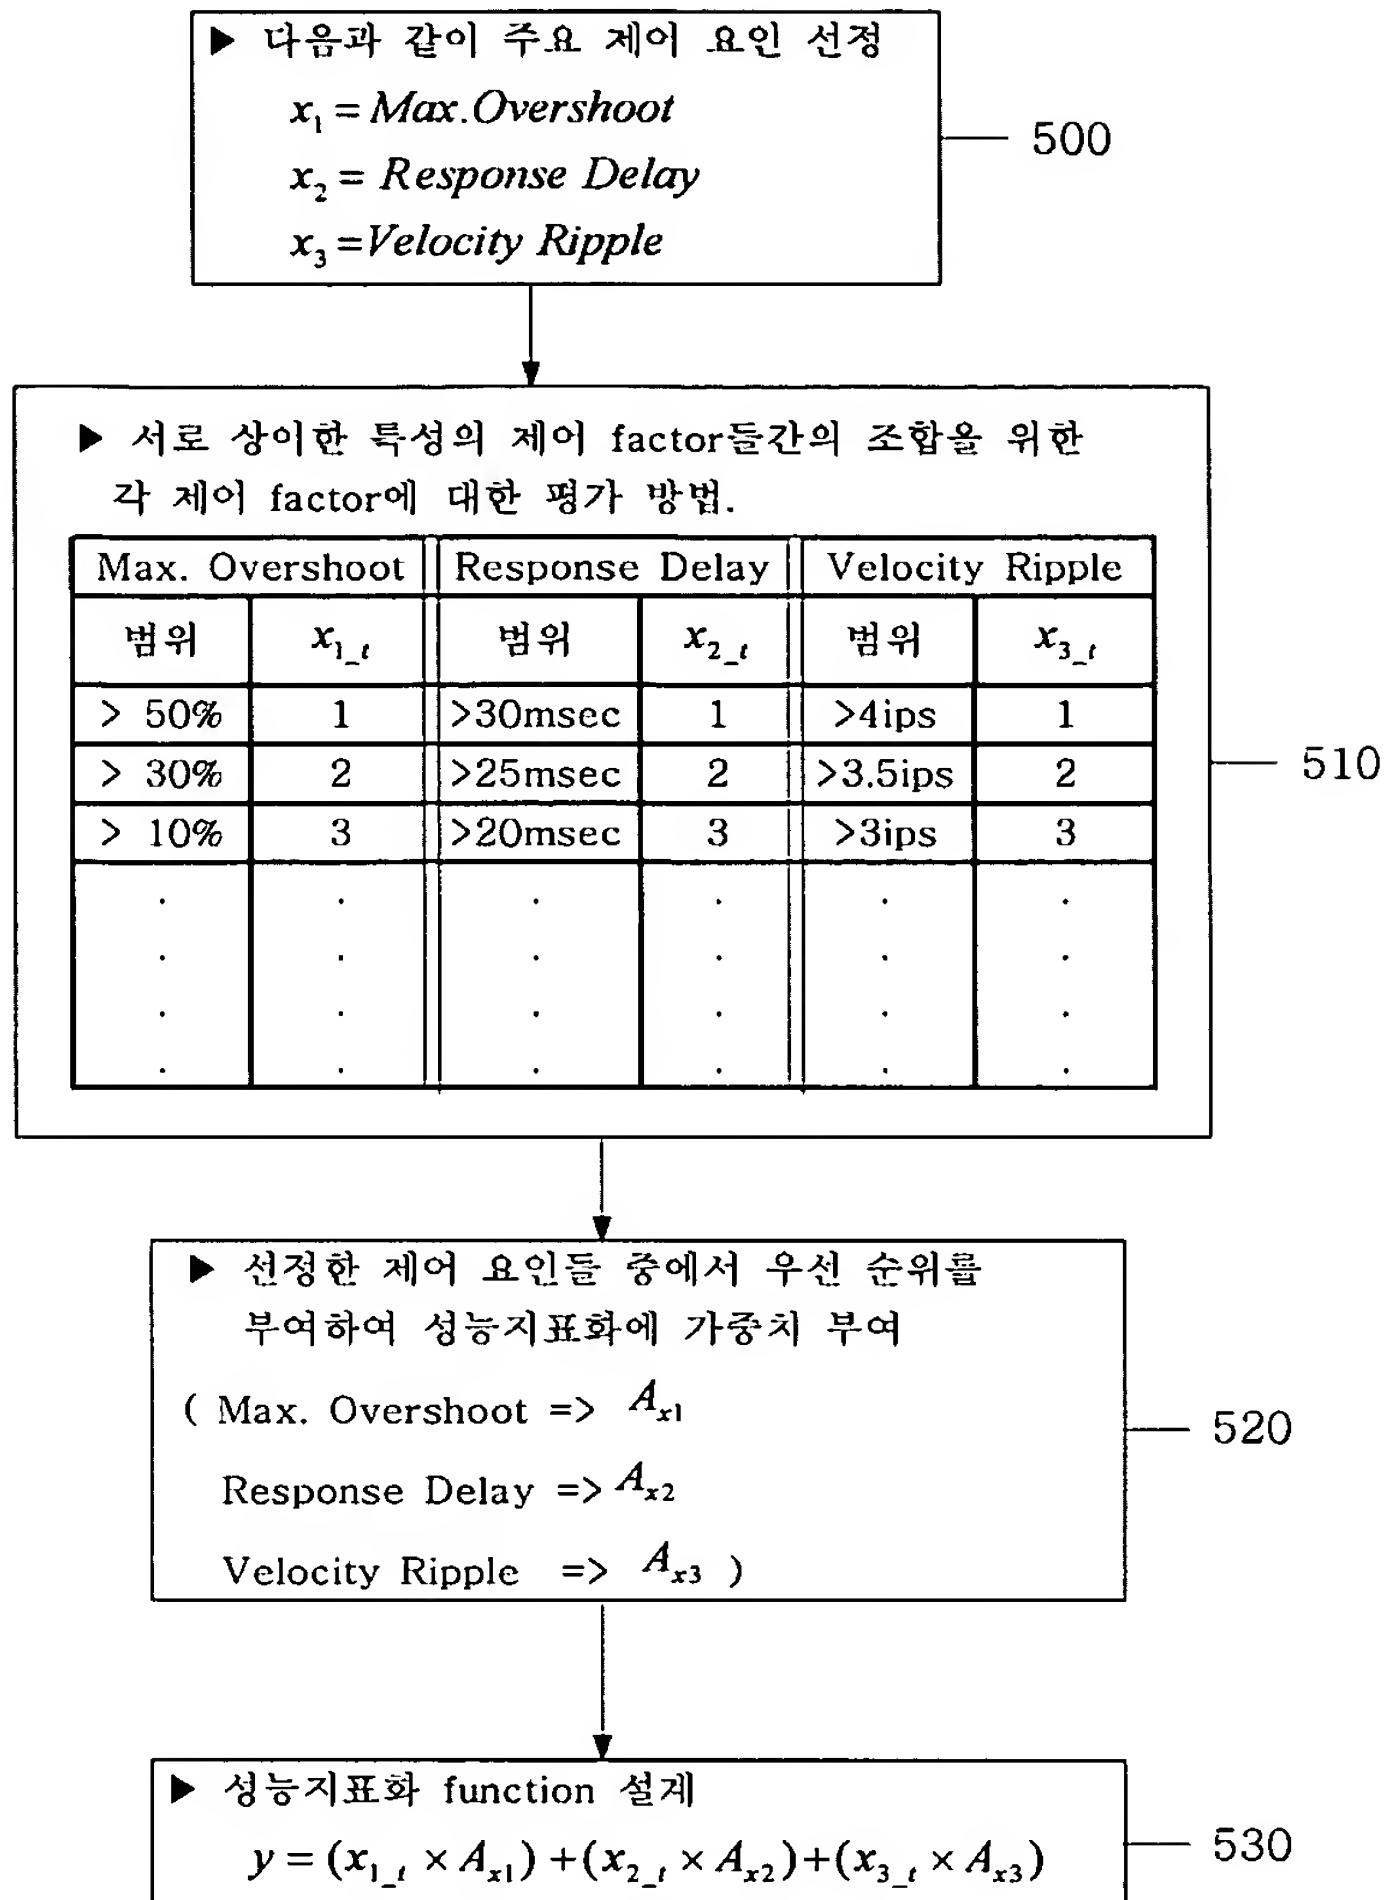 ▶ 다음과 같이 주요 제어 요인 선정
x₁ = Max.Overshoot
x₂ = Response Delay
x₃ = Velocity Ripple
500
▶ 서로 상이한 특성의 제어 factor들간의 조합을 위한
각 제어 factor에 대한 평가 방법.
Max. Overshoot Response Delay Velocity Ripple
범위 x₁_t 범위 x₂_t 범위 x₃_t
> 50% 1 >30msec 1 >4ips 1
> 30% 2 >25msec 2 >3.5ips 2
> 10% 3 >20msec 3 >3ips 3
. . . . . .
. . . . . .
. . . . . .
. . . . . .
510
▶ 선정한 제어 요인들 중에서 우선 순위를
부여하여 성능지표화에 가중치 부여
( Max. Overshoot => Aₓ₁
Response Delay => Aₓ₂
Velocity Ripple => Aₓ₃ )
520
▶ 성능지표화 function 설계
y = (x₁_t × Aₓ₁) + (x₂_t × Aₓ₂)+(x₃_t × Aₓ₃)
530